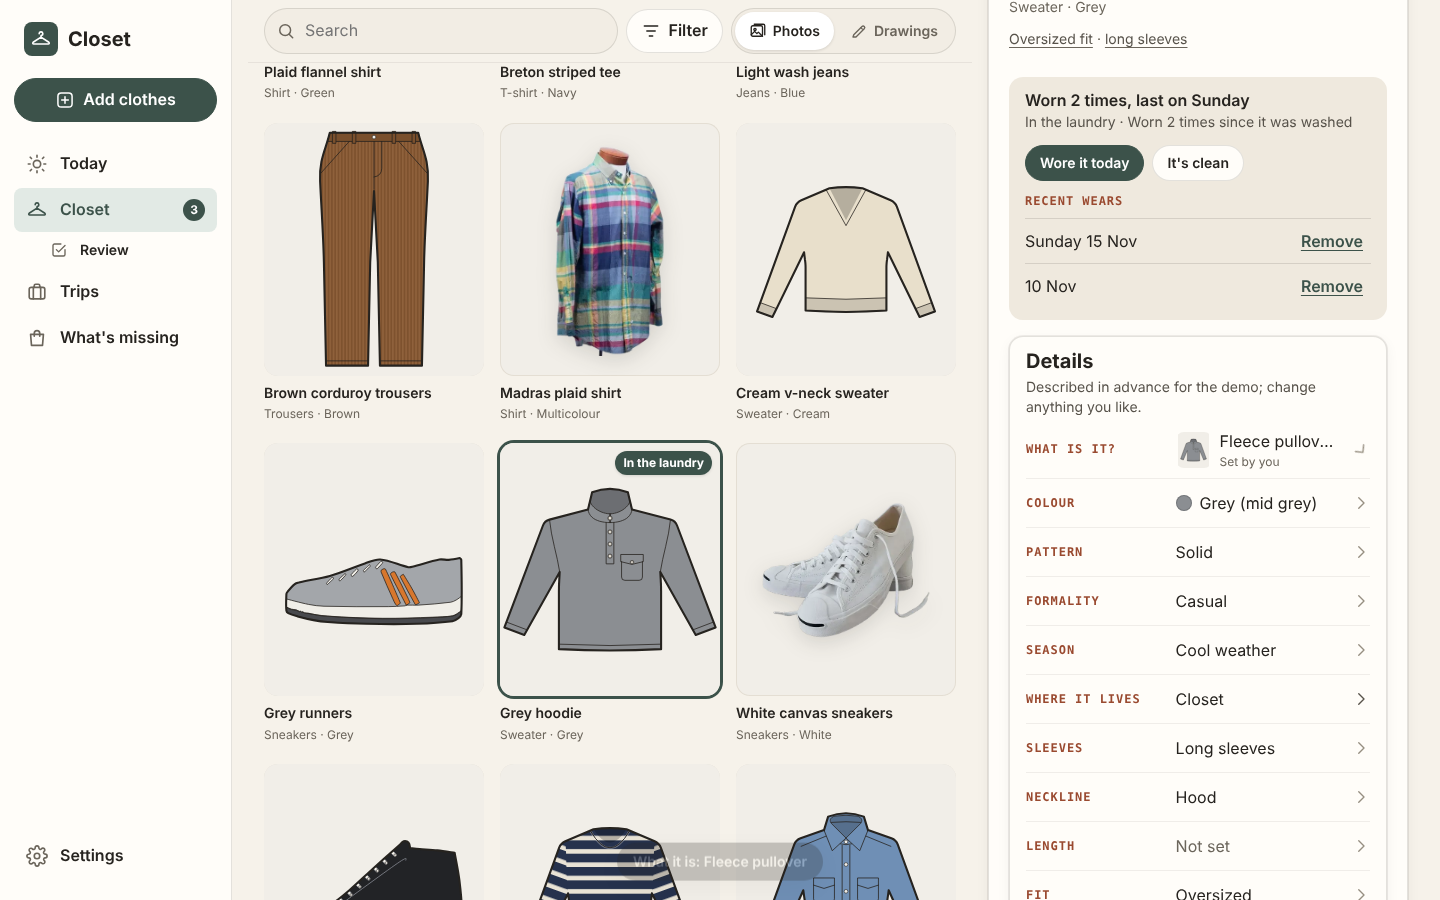 Closet
Add clothes
Today
Closet
3
Review
Trips
What's missing
Settings
Search
Filter
Photos
Drawings
Plaid flannel shirt
Shirt · Green
Breton striped tee
T-shirt · Navy
Light wash jeans
Jeans · Blue
Brown corduroy trousers
Trousers · Brown
Madras plaid shirt
Shirt · Multicolour
Cream v-neck sweater
Sweater · Cream
In the laundry
Grey runners
Sneakers · Grey
Grey hoodie
Sweater · Grey
White canvas sneakers
Sneakers · White
What it is: Fleece pullover
Sweater · Grey
Oversized fit · long sleeves
Worn 2 times, last on Sunday
In the laundry · Worn 2 times since it was washed
Wore it today
It's clean
RECENT WEARS
Sunday 15 Nov
Remove
10 Nov
Remove
Details
Described in advance for the demo; change
anything you like.
WHAT IS IT?
Fleece pullov...
Set by you
COLOUR
Grey (mid grey)
PATTERN
Solid
FORMALITY
Casual
SEASON
Cool weather
WHERE IT LIVES
Closet
SLEEVES
Long sleeves
NECKLINE
Hood
LENGTH
Not set
FIT
Oversized